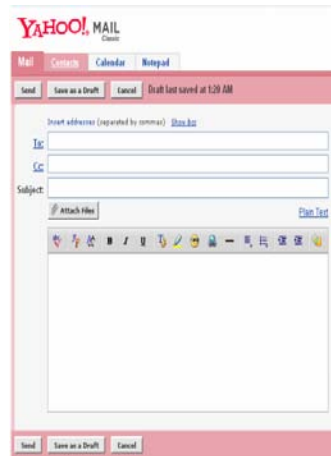 YAHOO! MAIL
Classic
Mail Contacts Calendar Notepad
Send Save as a Draft Cancel Draft last saved at 1:20 AM
Insert addresses (separated by commas) Show Bcc
To:
Cc:
Subject:
Attach Files Plain Text
B I U
Send Save as a Draft Cancel